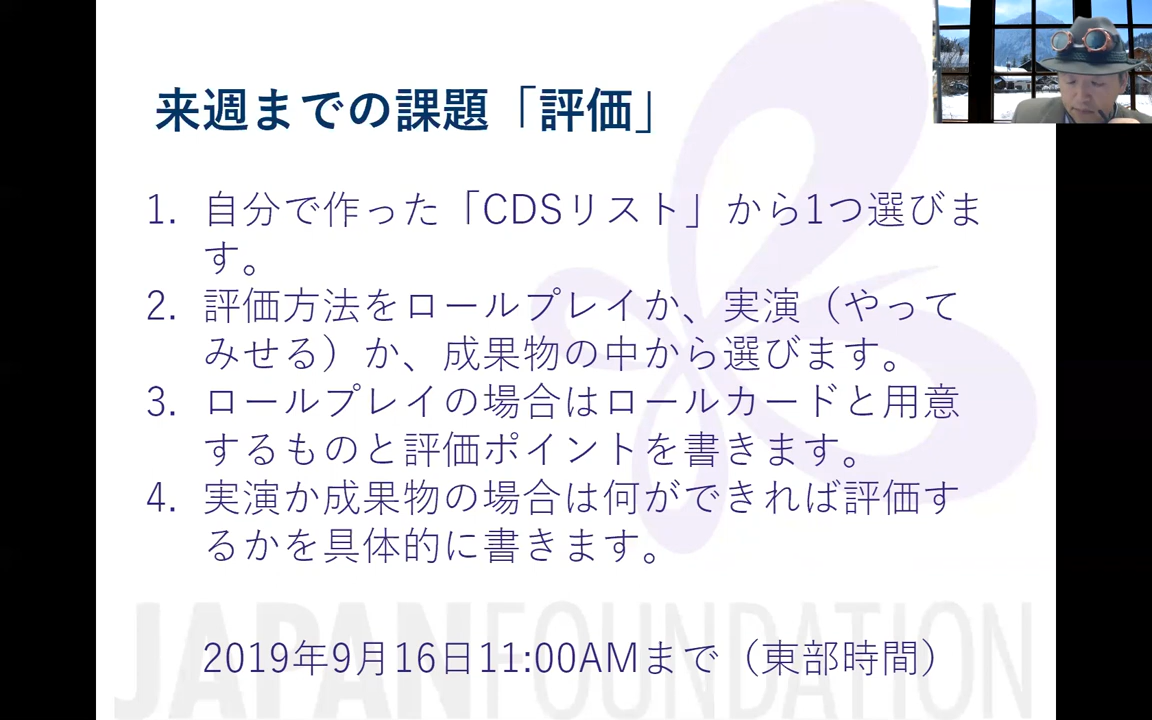 来週までの課題「評価」
1. 自分で作った「CDSリスト」から1つ選びま
す。
2. 評価方法をロールプレイか、実演（やって
みせる）か、成果物の中から選びます。
3. ロールプレイの場合はロールカードと用意
するものと評価ポイントを書きます。
4. 実演か成果物の場合は何ができれば評価す
るかを具体的に書きます。
2019年9月16日11:00AMまで（東部時間）
JAPANFOUNDATION